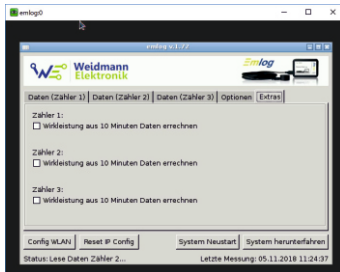 emlog:0
emlog v.1.77
Weidmann
Elektronik
Emlog
Daten (Zähler 1) Daten (Zähler 2) Daten (Zähler 3) Optionen Extras
Zähler 1:
Wirkleistung aus 10 Minuten Daten errechnen
Zähler 2:
Wirkleistung aus 10 Minuten Daten errechnen
Zähler 3:
Wirkleistung aus 10 Minuten Daten errechnen
Config WLAN Reset IP Config System Neustart System herunterfahren
Status: Lese Daten Zähler 2... Letzte Messung: 05.11.2018 11:24:37